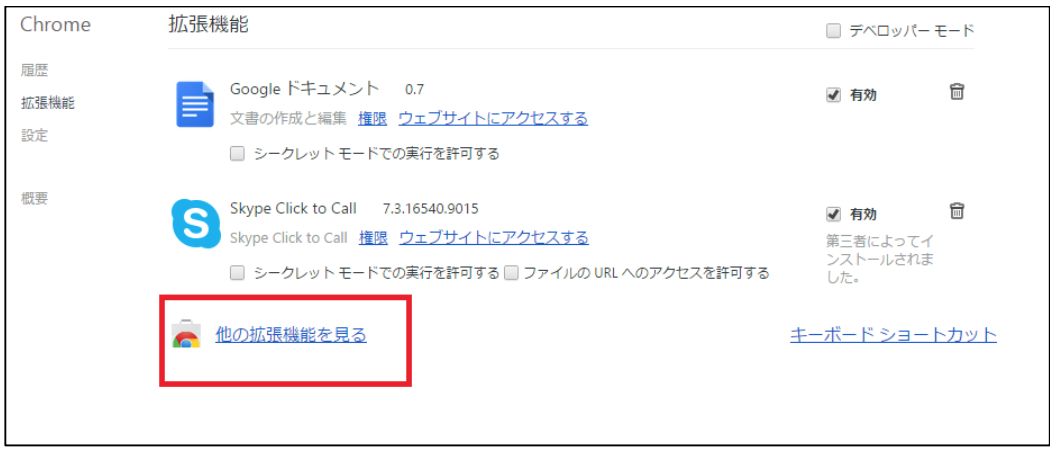 Chrome
拡張機能
デベロッパー モード
履歴
拡張機能
設定
概要
Google ドキュメント 0.7
有効
文書の作成と編集 権限 ウェブサイトにアクセスする
シークレット モードでの実行を許可する
Skype Click to Call 7.3.16540.9015
有効
Skype Click to Call 権限 ウェブサイトにアクセスする
第三者によってイ
ンストールされま
した。
シークレット モードでの実行を許可する ファイルの URL へのアクセスを許可する
他の拡張機能を見る
キーボード ショートカット